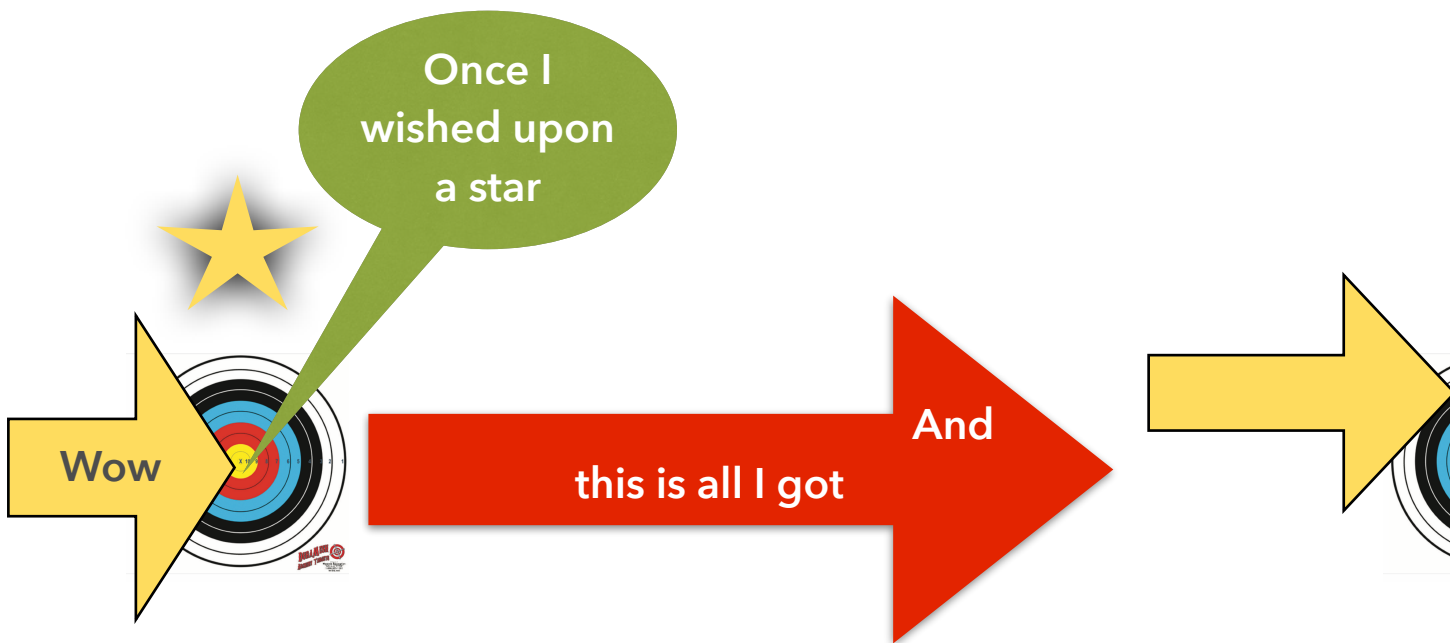 Once I
wished upon
a star
Wow
And
this is all I got